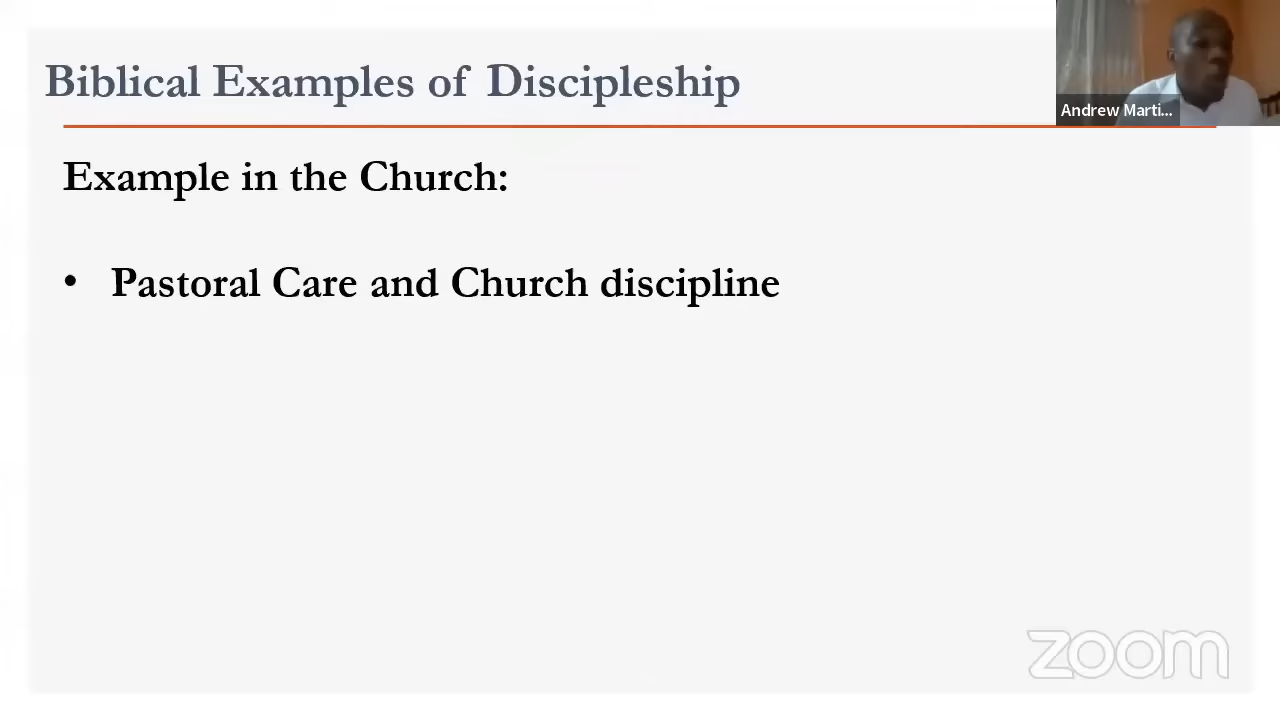 Biblical Examples of Discipleship
Andrew Marti...
Example in the Church:
• Pastoral Care and Church discipline
zoom